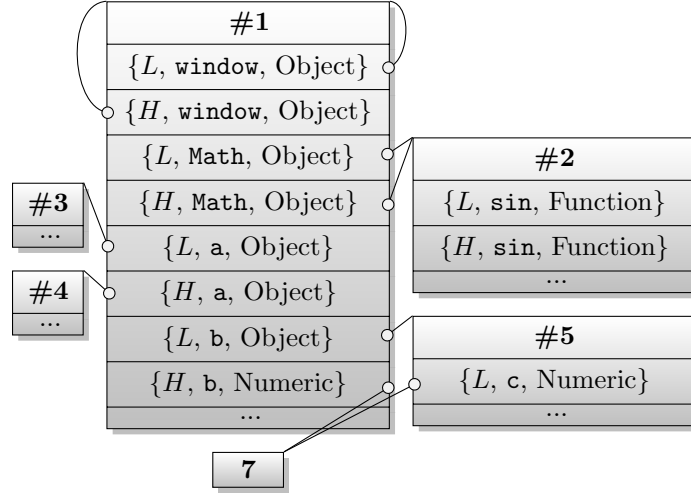 #1
{L, window, Object}
{H, window, Object}
{L, Math, Object}
{H, Math, Object}
{L, a, Object}
{H, a, Object}
{L, b, Object}
{H, b, Numeric}
...
#2
{L, sin, Function}
{H, sin, Function}
...
#3
...
#4
...
#5
{L, c, Numeric}
...
7